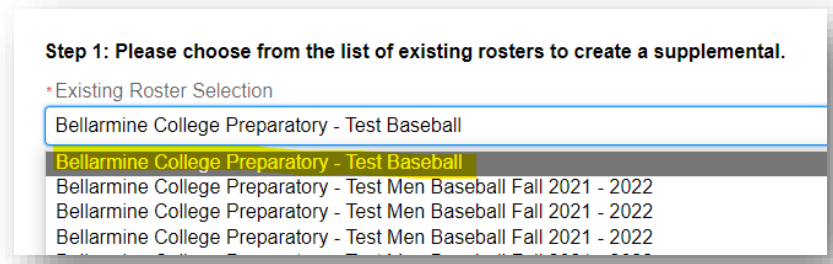 Step 1: Please choose from the list of existing rosters to create a supplemental.
*Existing Roster Selection
Bellarmine College Preparatory - Test Baseball
Bellarmine College Preparatory - Test Baseball
Bellarmine College Preparatory - Test Men Baseball Fall 2021 - 2022
Bellarmine College Preparatory - Test Men Baseball Fall 2021 - 2022
Bellarmine College Preparatory - Test Men Baseball Fall 2021 - 2022